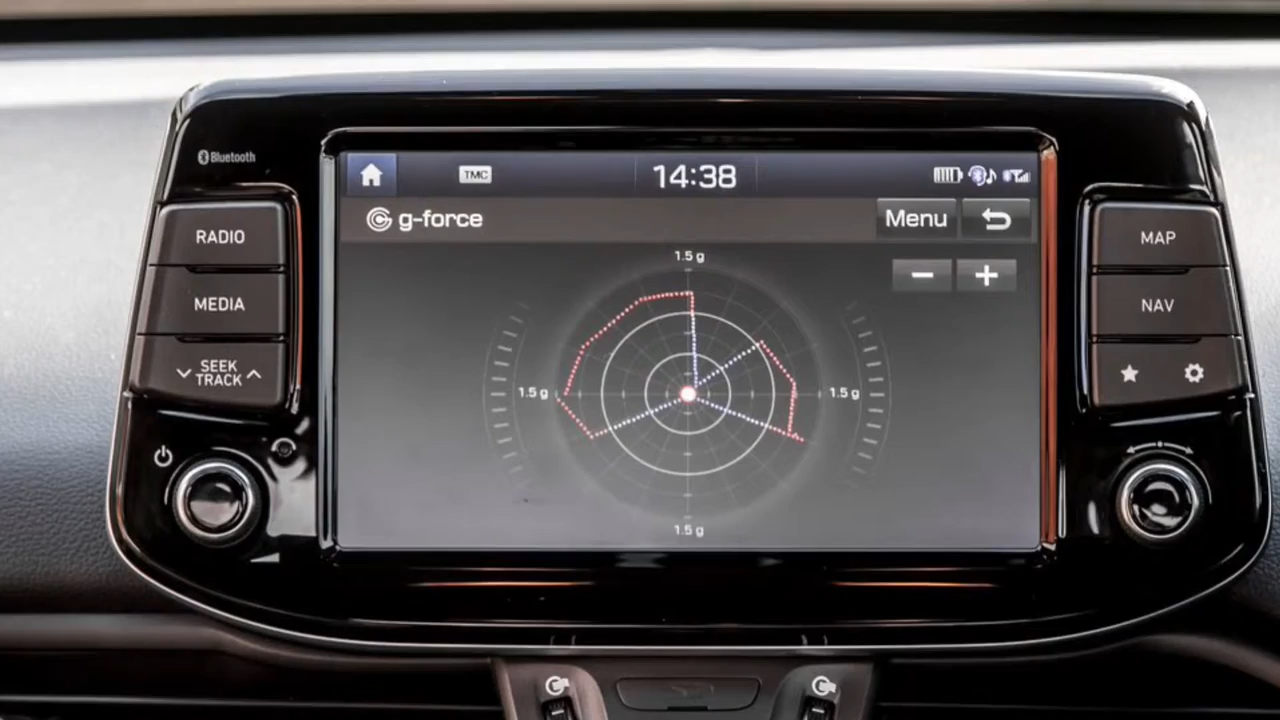 Bluetooth
TMC
14:38
g-force
Menu
RADIO
MEDIA
SEEK
TRACK
1.5 g
1.5 g
1.5 g
1.5 g
MAP
NAV